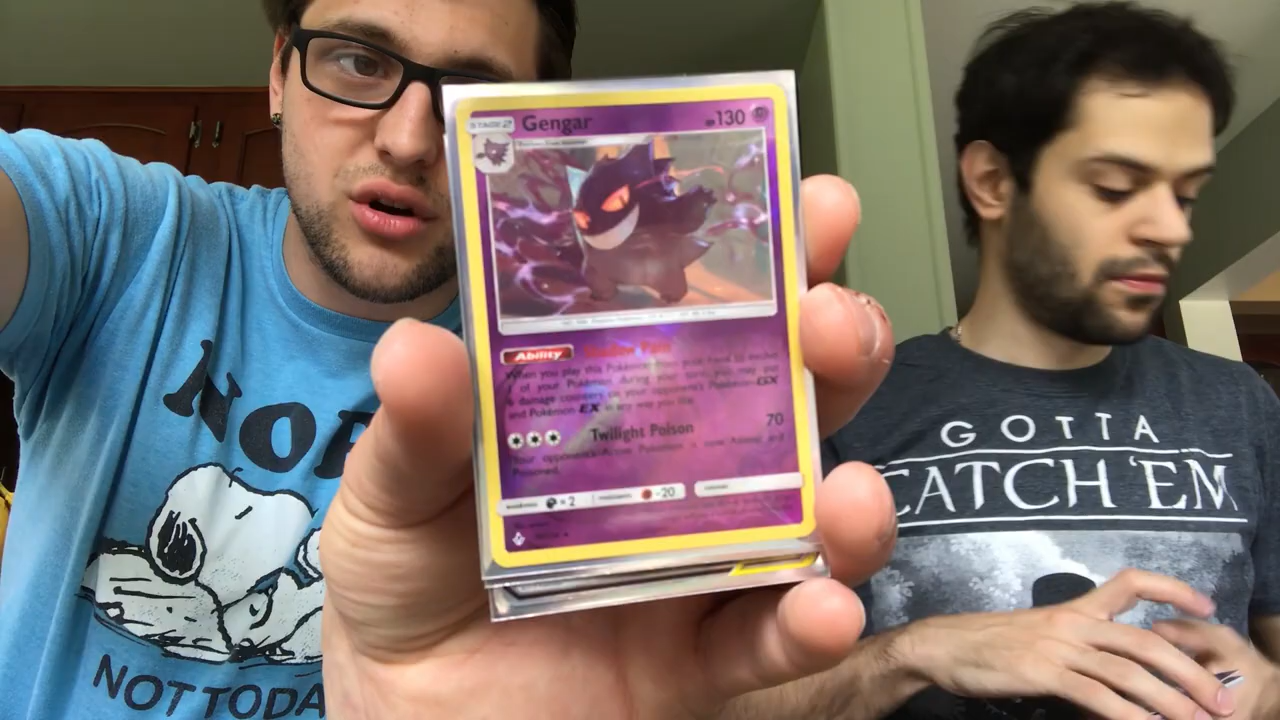 STAGE 2
Gengar
130
Ability
When you play this Pokémon from your hand to evolve
1 of your Pokémon during your turn, you may put
6 damage counters on your opponent's Pokémon-GX
and Pokémon EX in any way you like.
Twilight Poison 70
Your opponent's Active Pokémon is now Asleep and
Poisoned.
×2
-20
NOPE
NOT TODA
GOTTA
CATCH 'EM